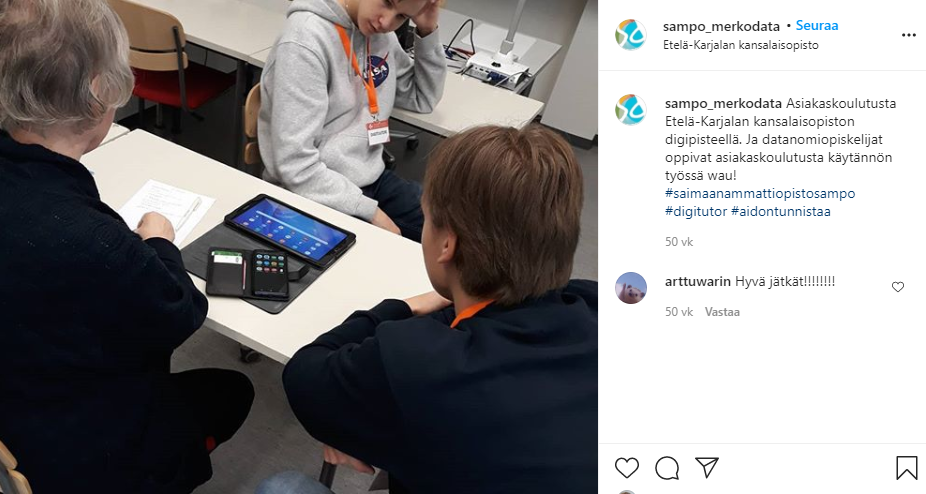 sampo_merkodata • Seuraa
Etelä-Karjalan kansalaisopisto
sampo_merkodata Asiakaskoulutusta
Etelä-Karjalan kansalaisopiston
digipisteellä. Ja datanomiopiskelijat
oppivat asiakaskoulutusta käytännön
työssä wau!
#saimaanammattiopistosampo
#digitutor #aidontunnistaa
50 vk
arttuwarin Hyvä jätkät!!!!!!!!
50 vk Vastaa
NASA